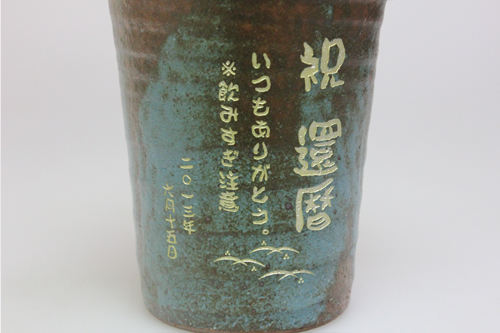 祝 還暦
いつもありがとう。
※飲みすぎ注意
二〇一三年
六月十五日